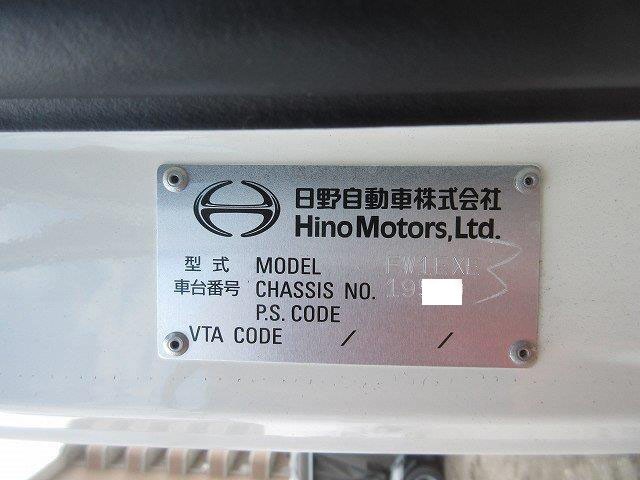 日野自動車株式会社
Hino Motors, Ltd.
型式 MODEL FW1EXE
車台番号 CHASSIS NO. 19
P.S. CODE
VTA CODE / /